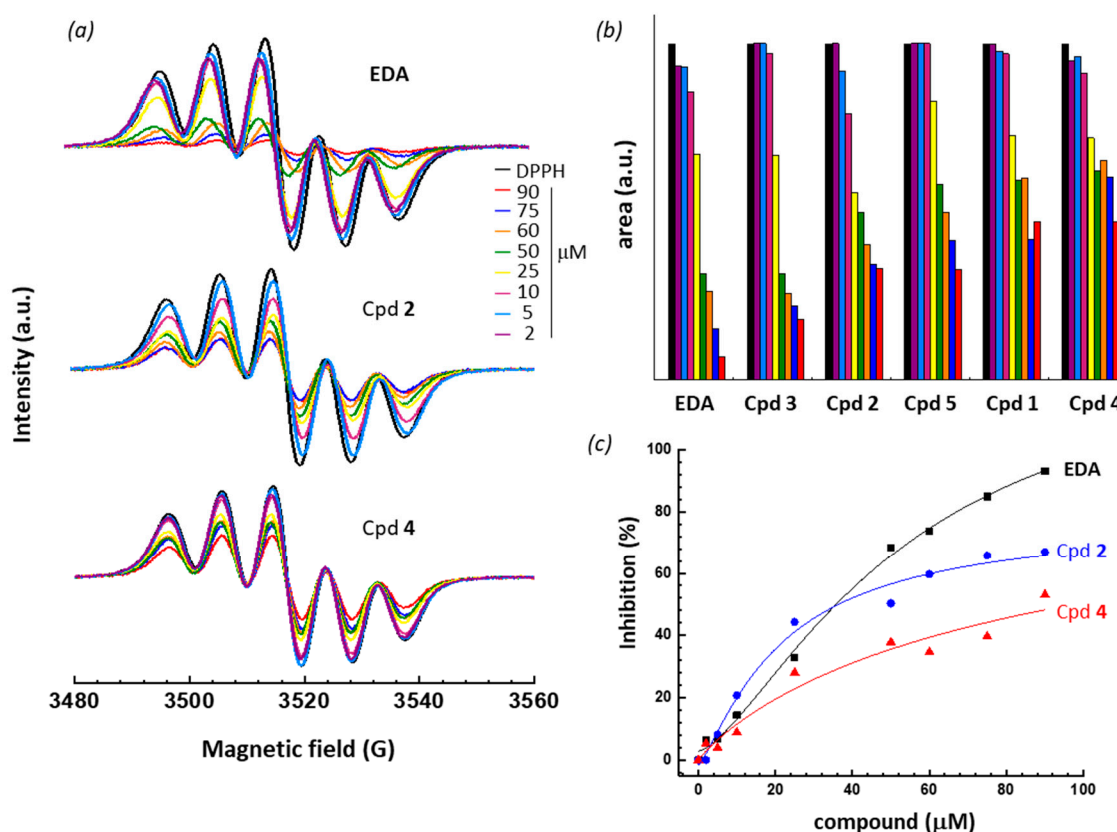 (a)
EDA
DPPH
90
75
60
50
25
10
5
2
μM
Cpd 2
Cpd 4
Intensity (a.u.)
3480 3500 3520 3540 3560
Magnetic field (G)
(b)
area (a.u.)
EDA Cpd 3 Cpd 2 Cpd 5 Cpd 1 Cpd 4
(c)
100
80
60
40
20
0
Inhibition (%)
EDA
Cpd 2
Cpd 4
0 20 40 60 80 100
compound (μM)